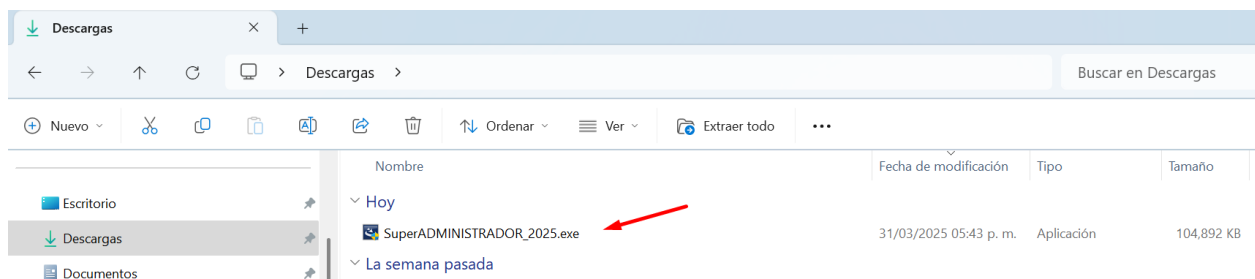 Descargas
Descargas
Buscar en Descargas
Nuevo
Ordenar
Ver
Extraer todo
Nombre
Fecha de modificación
Tipo
Tamaño
Escritorio
Descargas
Documentos
Hoy
SuperADMINISTRADOR_2025.exe
31/03/2025 05:43 p. m.
Aplicación
104,892 KB
La semana pasada